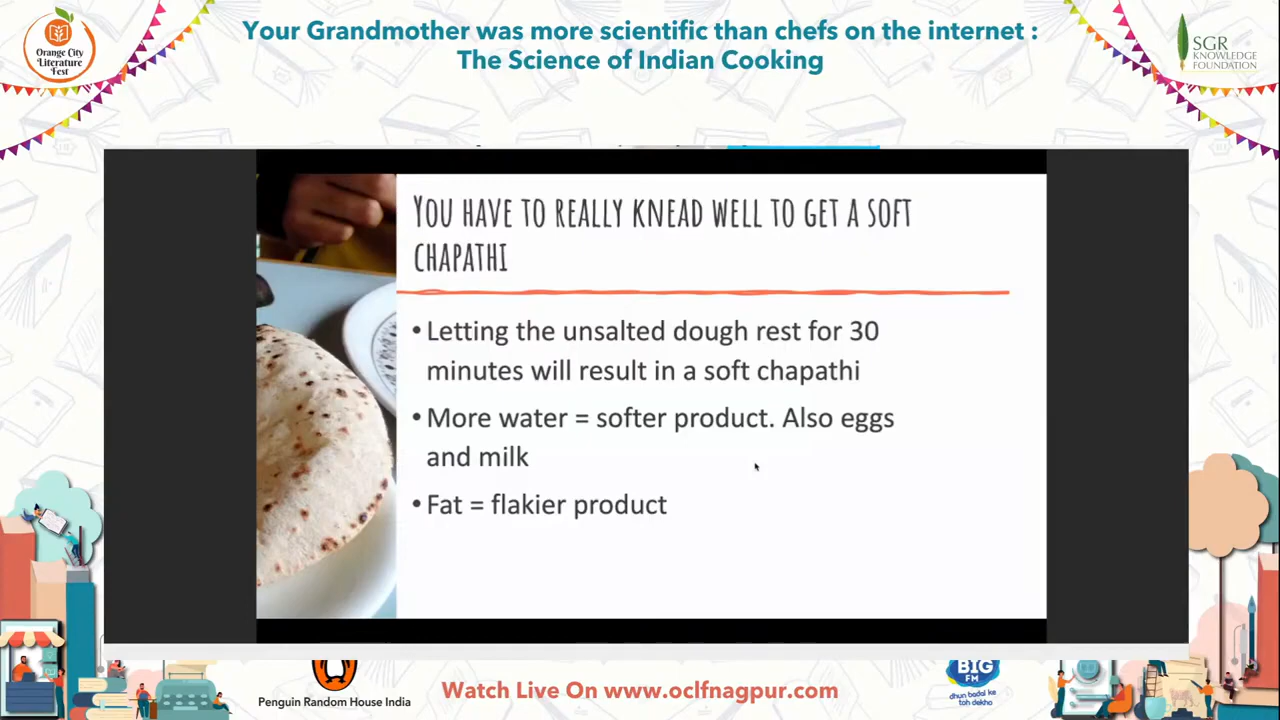 Your Grandmother was more scientific than chefs on the internet :
The Science of Indian Cooking
Orange City
Literature
Fest
SGR
KNOWLEDGE
FOUNDATION
YOU HAVE TO REALLY KNEAD WELL TO GET A SOFT
CHAPATHI
• Letting the unsalted dough rest for 30
minutes will result in a soft chapathi
• More water = softer product. Also eggs
and milk
• Fat = flakier product
Penguin Random House India
Watch Live On www.oclfnagpur.com
BIG
FM
dhun badal ke
toh dekho